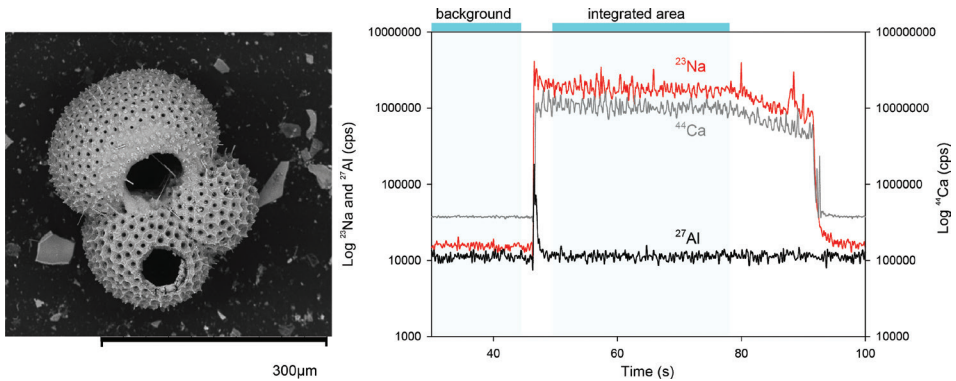 300µm
background
integrated area
10000000
1000000
100000
10000
1000
Log ²³Na and ²⁷Al (cps)
²³Na
⁴⁴Ca
²⁷Al
100000000
10000000
1000000
100000
10000
Log ⁴⁴Ca (cps)
40
60
80
100
Time (s)